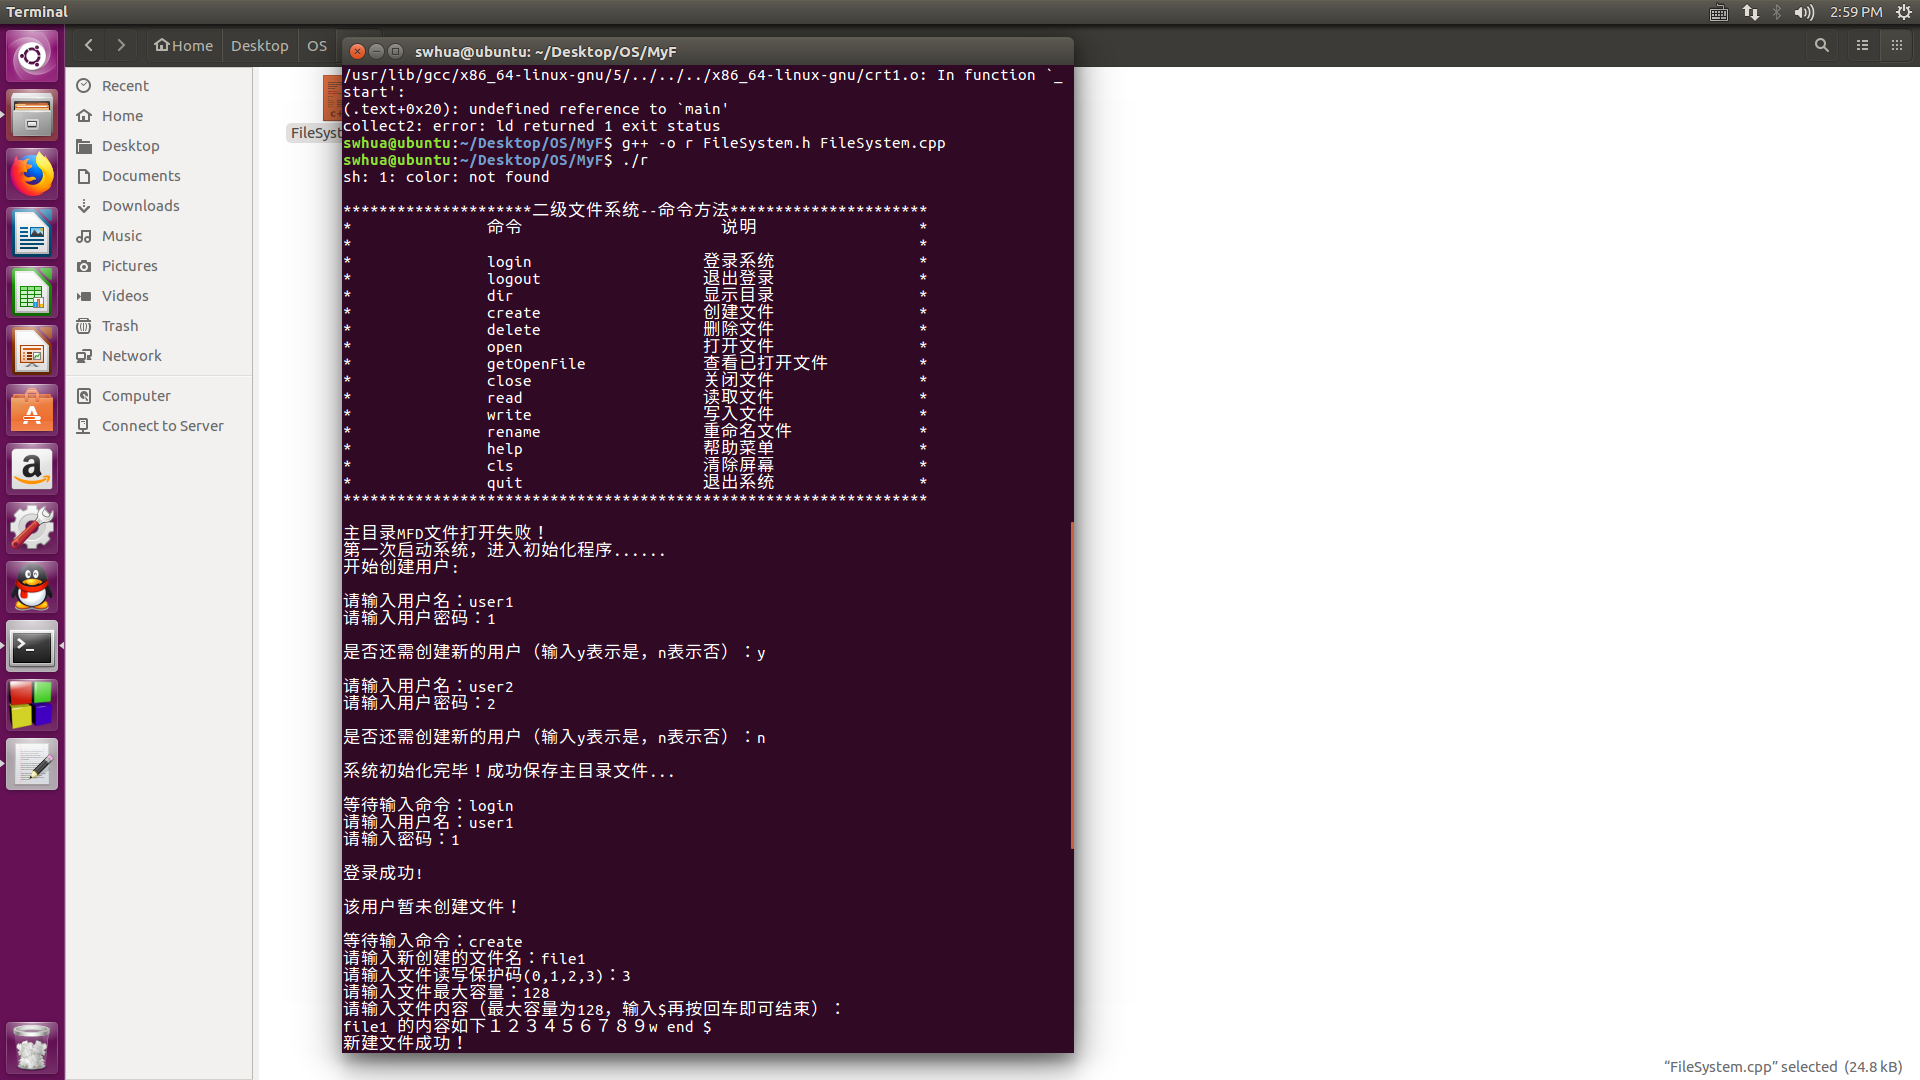 Terminal
2:59 PM
Home
Desktop
OS
Recent
Home
Desktop
Documents
Downloads
Music
Pictures
Videos
Trash
Network
Computer
Connect to Server
swhua@ubuntu: ~/Desktop/OS/MyF
/usr/lib/gcc/x86_64-linux-gnu/5/../../../x86_64-linux-gnu/crt1.o: In function `_
start':
(.text+0x20): undefined reference to `main'
collect2: error: ld returned 1 exit status
swhua@ubuntu:~/Desktop/OS/MyF$ g++ -o r FileSystem.h FileSystem.cpp
swhua@ubuntu:~/Desktop/OS/MyF$ ./r
sh: 1: color: not found
*********************二级文件系统--命令方法**********************
* 命令 说明 *
* *
* login 登录系统 *
* logout 退出登录 *
* dir 显示目录 *
* create 创建文件 *
* delete 删除文件 *
* open 打开文件 *
* getOpenFile 查看已打开文件 *
* close 关闭文件 *
* read 读取文件 *
* write 写入文件 *
* rename 重命名文件 *
* help 帮助菜单 *
* cls 清除屏幕 *
* quit 退出系统 *
*****************************************************************
主目录MFD文件打开失败！
第一次启动系统，进入初始化程序......
开始创建用户:
请输入用户名：user1
请输入用户密码：1
是否还需创建新的用户（输入y表示是，n表示否）：y
请输入用户名：user2
请输入用户密码：2
是否还需创建新的用户（输入y表示是，n表示否）：n
系统初始化完毕！成功保存主目录文件...
等待输入命令：login
请输入用户名：user1
请输入密码：1
登录成功!
该用户暂未创建文件！
等待输入命令：create
请输入新创建的文件名：file1
请输入文件读写保护码(0,1,2,3)：3
请输入文件最大容量：128
请输入文件内容（最大容量为128，输入$再按回车即可结束）：
file1 的内容如下１２３４５６７８９w end $
新建文件成功！
FileSyst
“FileSystem.cpp” selected (24.8 kB)